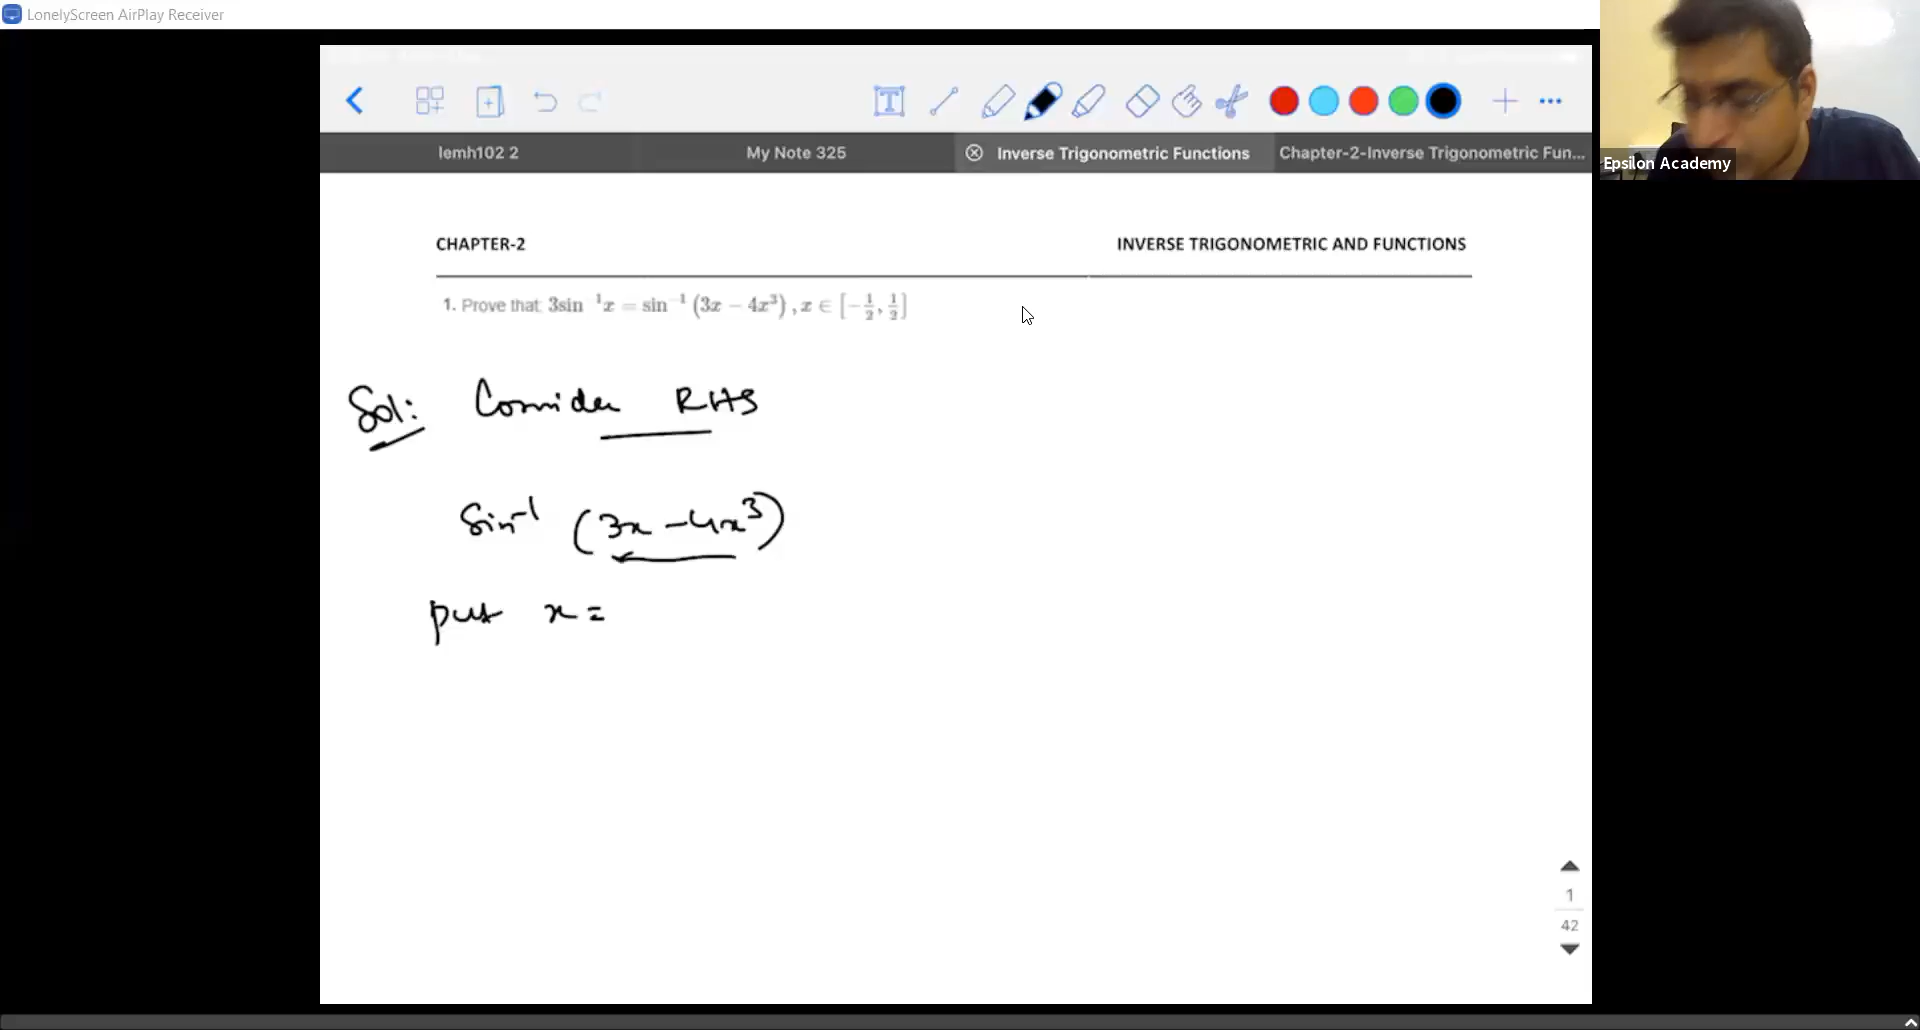 LonelyScreen AirPlay Receiver
T
lemh102 2
My Note 325
Inverse Trigonometric Functions
Chapter-2-Inverse Trigonometric Fun...
Epsilon Academy
CHAPTER-2
INVERSE TRIGONOMETRIC AND FUNCTIONS
1. Prove that: 3sin⁻¹x = sin⁻¹(3x − 4x³), x ∈ [−1/2, 1/2]
Sol: Consider RHS
Sin⁻¹ (3x − 4x³)
put x =
1
42